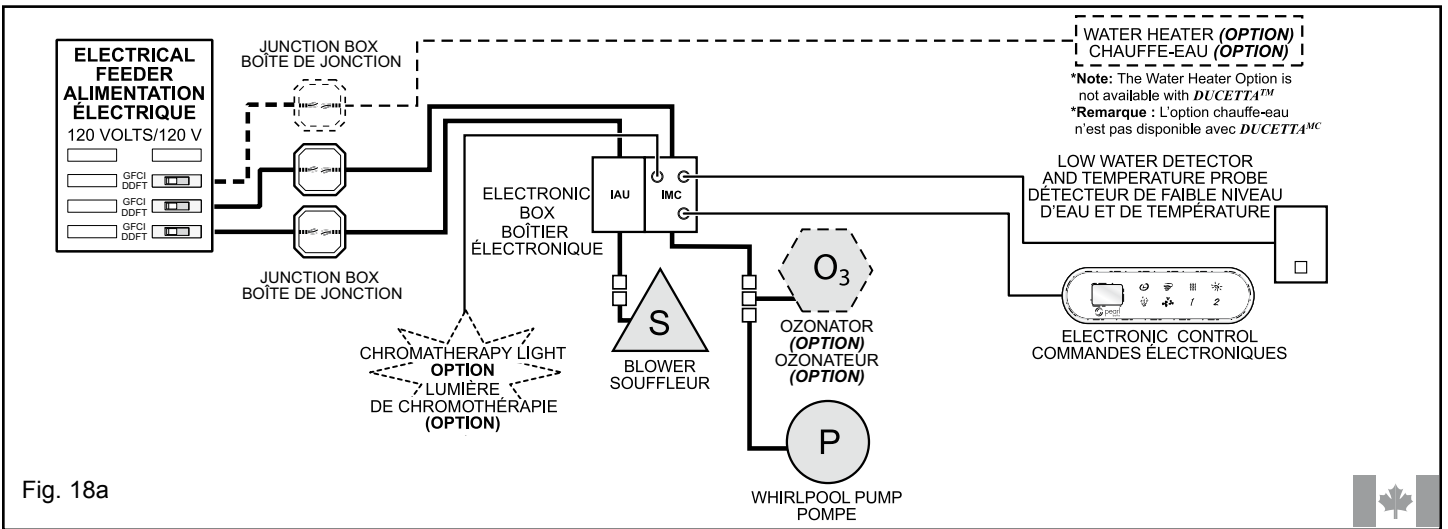 ELECTRICAL
FEEDER
ALIMENTATION
ÉLECTRIQUE
120 VOLTS/120 V
GFCI
DDFT
GFCI
DDFT
GFCI
DDFT
JUNCTION BOX
BOÎTE DE JONCTION
JUNCTION BOX
BOÎTE DE JONCTION
WATER HEATER (OPTION)
CHAUFFE-EAU (OPTION)
*Note: The Water Heater Option is
not available with DUCETTA™
*Remarque : L'option chauffe-eau
n'est pas disponible avec DUCETTAMC
ELECTRONIC
BOX
BOÎTIER
ÉLECTRONIQUE
IAU
IMC
LOW WATER DETECTOR
AND TEMPERATURE PROBE
DÉTECTEUR DE FAIBLE NIVEAU
D'EAU ET DE TEMPÉRATURE
CHROMATHERAPY LIGHT
OPTION
LUMIÈRE
DE CHROMOTHÉRAPIE
(OPTION)
S
BLOWER
SOUFFLEUR
O3
OZONATOR
(OPTION)
OZONATEUR
(OPTION)
pearl
1
2
ELECTRONIC CONTROL
COMMANDES ÉLECTRONIQUES
P
WHIRLPOOL PUMP
POMPE
Fig. 18a